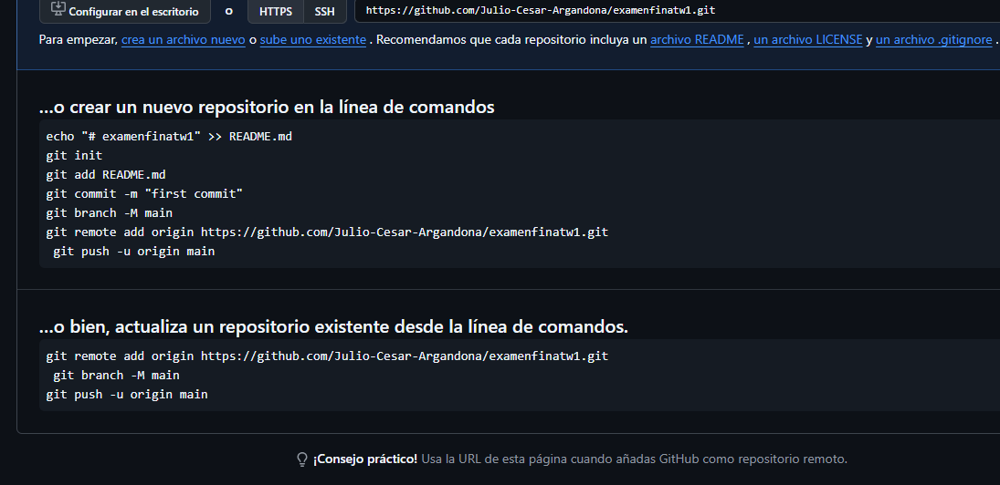 Configurar en el escritorio o HTTPS SSH https://github.com/Julio-Cesar-Argandona/examenfinatw1.git
Para empezar, crea un archivo nuevo o sube uno existente . Recomendamos que cada repositorio incluya un archivo README , un archivo LICENSE y un archivo .gitignore .
...o crear un nuevo repositorio en la línea de comandos
echo "# examenfinatw1" >> README.md
git init
git add README.md
git commit -m "first commit"
git branch -M main
git remote add origin https://github.com/Julio-Cesar-Argandona/examenfinatw1.git
git push -u origin main
...o bien, actualiza un repositorio existente desde la línea de comandos.
git remote add origin https://github.com/Julio-Cesar-Argandona/examenfinatw1.git
git branch -M main
git push -u origin main
¡Consejo práctico! Usa la URL de esta página cuando añadas GitHub como repositorio remoto.